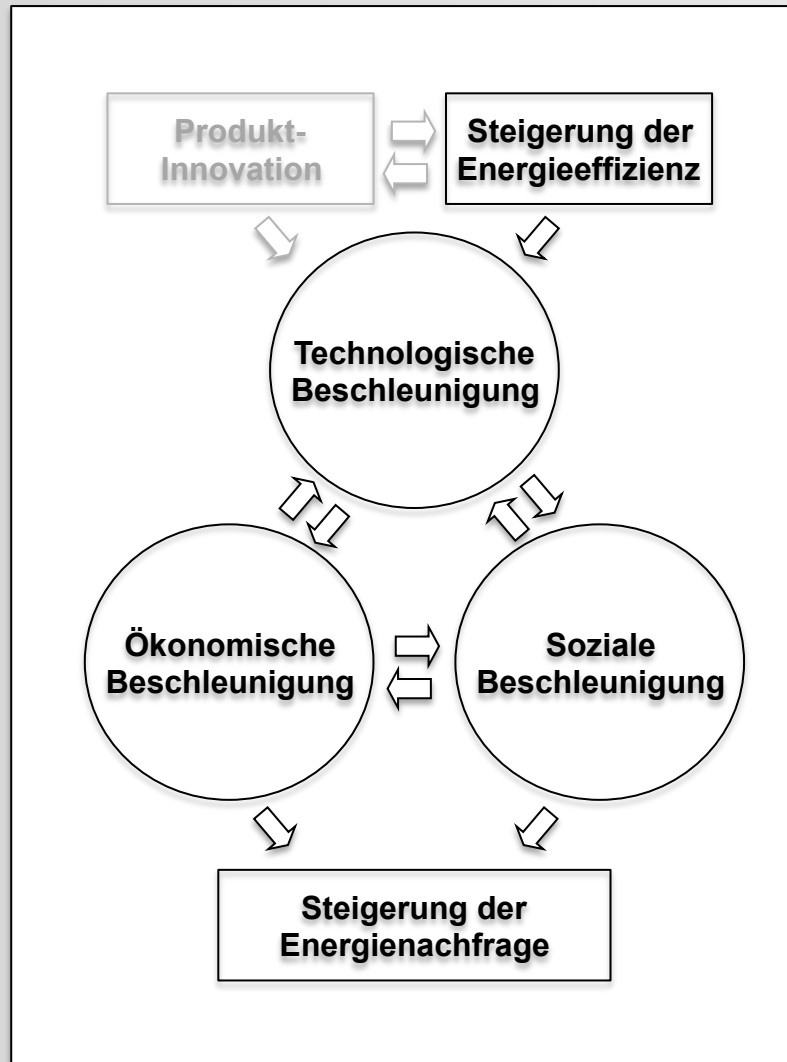 Produkt-
Innovation
Steigerung der
Energieeffizienz
Technologische
Beschleunigung
Ökonomische
Beschleunigung
Soziale
Beschleunigung
Steigerung der
Energienachfrage